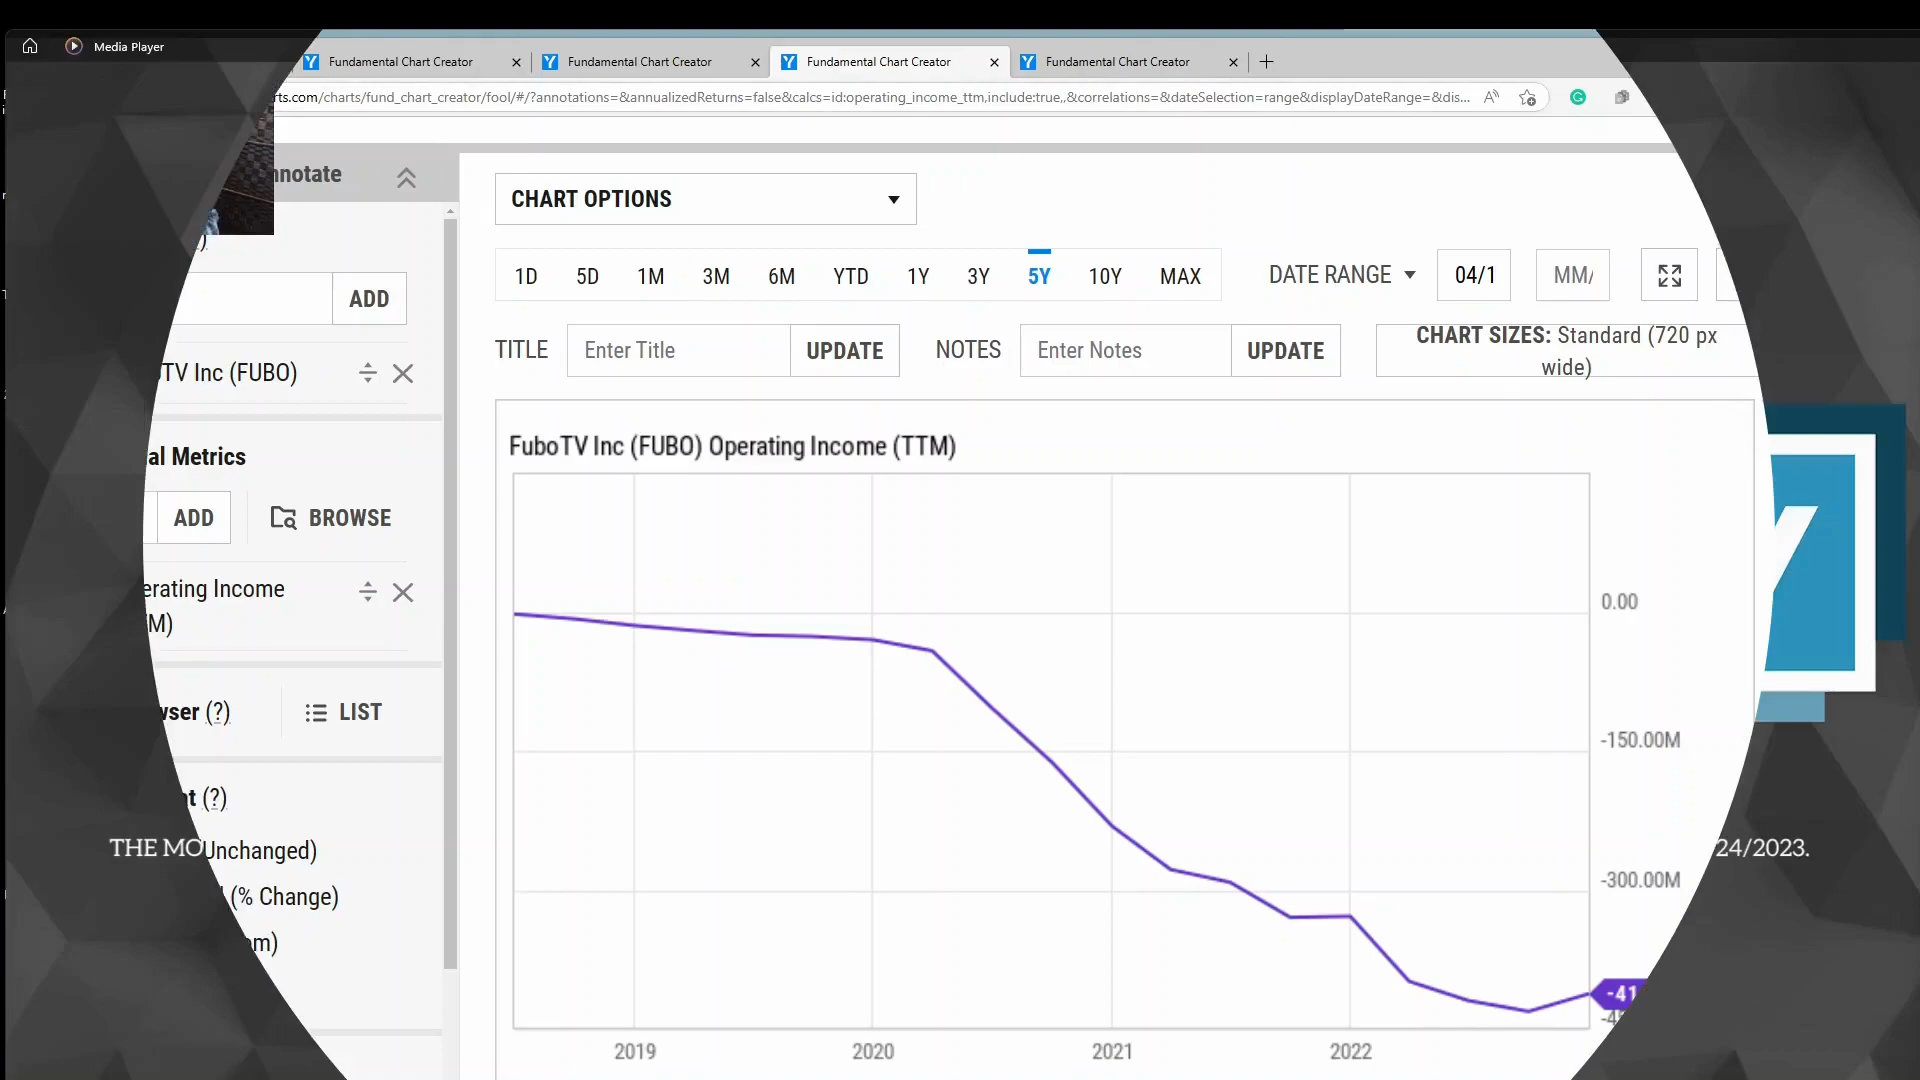 Media Player
Fundamental Chart Creator
Fundamental Chart Creator
Fundamental Chart Creator
Fundamental Chart Creator
rts.com/charts/fund_chart_creator/fool/#/?annotations=&annualizedReturns=false&calcs=id:operating_income_ttm,include:true,,&correlations=&dateSelection=range&displayDateRange=&dis...
nnotate
CHART OPTIONS
1D 5D 1M 3M 6M YTD 1Y 3Y 5Y 10Y MAX DATE RANGE 04/1 MM/
ADD
TITLE Enter Title UPDATE NOTES Enter Notes UPDATE CHART SIZES: Standard (720 px
wide)
TV Inc (FUBO)
FuboTV Inc (FUBO) Operating Income (TTM)
al Metrics
ADD BROWSE
erating Income
M)
wser (?) LIST
t (?)
Unchanged)
(% Change)
om)
0.00
-150.00M
-300.00M
-41
2019 2020 2021 2022
THE MO
24/2023.
Y